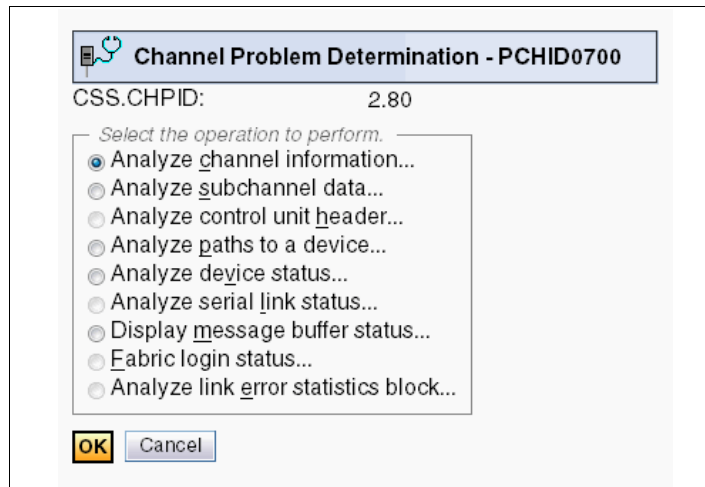 Channel Problem Determination - PCHID0700
CSS.CHPID: 2.80
Select the operation to perform.
Analyze channel information...
Analyze subchannel data...
Analyze control unit header...
Analyze paths to a device...
Analyze device status...
Analyze serial link status...
Display message buffer status...
Fabric login status...
Analyze link error statistics block...
OK Cancel